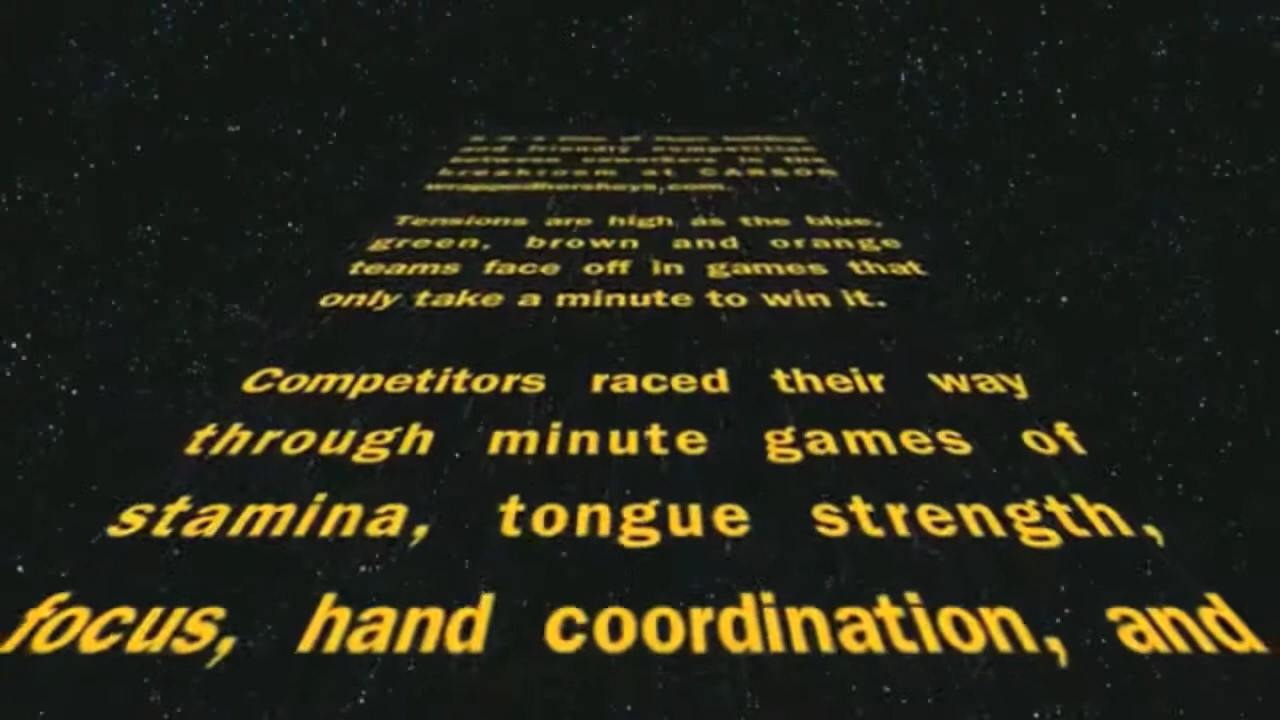 and friendly competition
between coworkers in the
breakroom at CARSON
Tensions are high as the blue,
green, brown and orange
teams face off in games that
only take a minute to win it.
Competitors raced their way
through minute games of
stamina, tongue strength,
focus, hand coordination, and